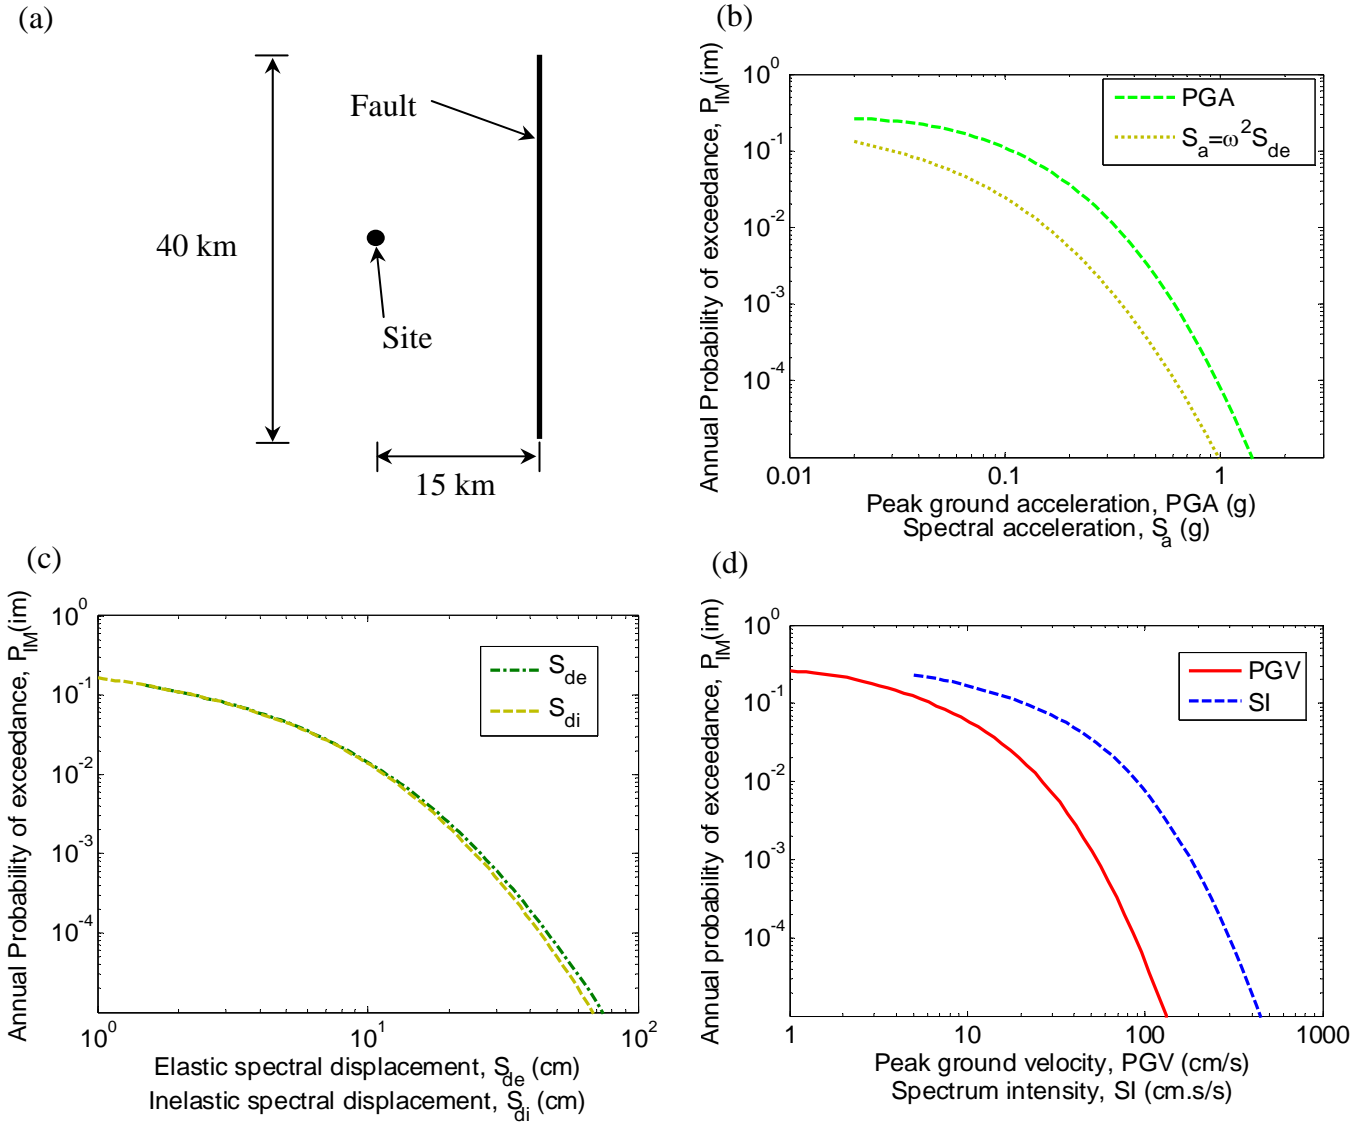 (a)
Fault
40 km
Site
15 km
(b)
Annual Probability of exceedance, P_IM(im)
10^0
10^-1
10^-2
10^-3
10^-4
PGA
S_a=ω^2S_de
0.01
0.1
1
Peak ground acceleration, PGA (g)
Spectral acceleration, S_a (g)
(c)
Annual Probability of exceedance, P_IM(im)
10^0
10^-1
10^-2
10^-3
10^-4
S_de
S_di
10^0
10^1
10^2
Elastic spectral displacement, S_de (cm)
Inelastic spectral displacement, S_di (cm)
(d)
Annual probability of exceedance, P_IM(im)
10^0
10^-1
10^-2
10^-3
10^-4
PGV
SI
1
10
100
1000
Peak ground velocity, PGV (cm/s)
Spectrum intensity, SI (cm.s/s)